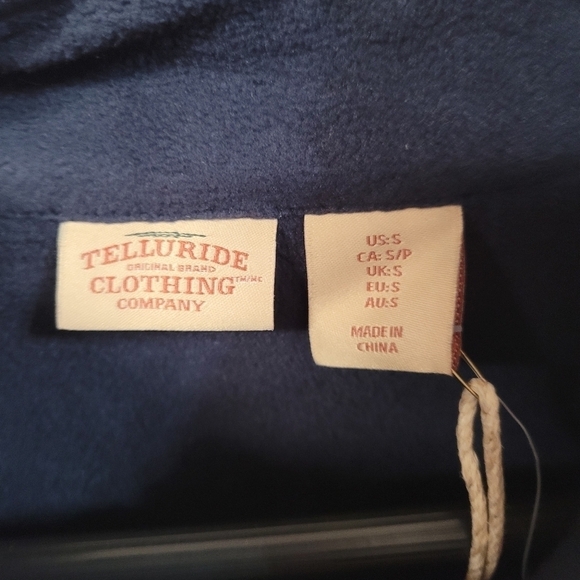 TELLURIDE
ORIGINAL BRAND
CLOTHING TM/MC
COMPANY
US:S
CA: S/P
UK:S
EU:S
AU:S
MADE IN
CHINA